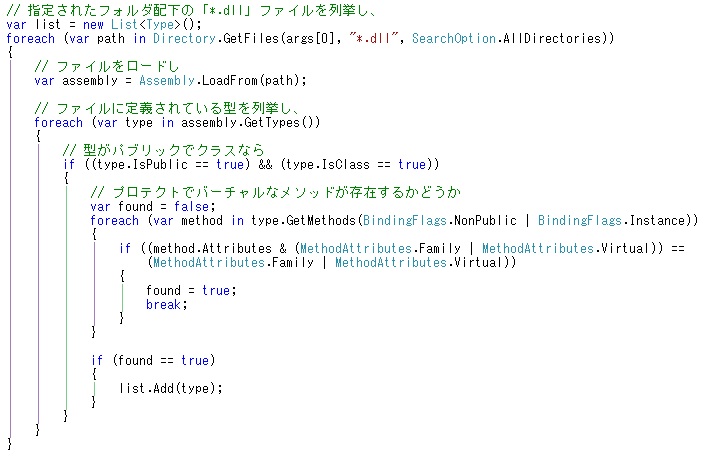 // 指定されたフォルダ配下の「*.dll」ファイルを列挙し、
var list = new List<Type>();
foreach (var path in Directory.GetFiles(args[0], "*.dll", SearchOption.AllDirectories))
{
    // ファイルをロードし
    var assembly = Assembly.LoadFrom(path);

    // ファイルに定義されている型を列挙し、
    foreach (var type in assembly.GetTypes())
    {
        // 型がパブリックでクラスなら
        if ((type.IsPublic == true) && (type.IsClass == true))
        {
            // プロテクトでバーチャルなメソッドが存在するかどうか
            var found = false;
            foreach (var method in type.GetMethods(BindingFlags.NonPublic | BindingFlags.Instance))
            {
                if ((method.Attributes & (MethodAttributes.Family | MethodAttributes.Virtual)) ==
                    (MethodAttributes.Family | MethodAttributes.Virtual))
                {
                    found = true;
                    break;
                }
            }

            if (found == true)
            {
                list.Add(type);
            }
        }
    }
}